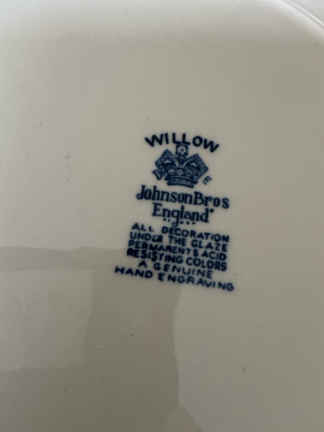 WILLOW
Johnson Bros
England
ALL DECORATION
UNDER THE GLAZE
PERMANENT & ACID
RESISTING COLORS
A GENUINE
HAND ENGRAVING